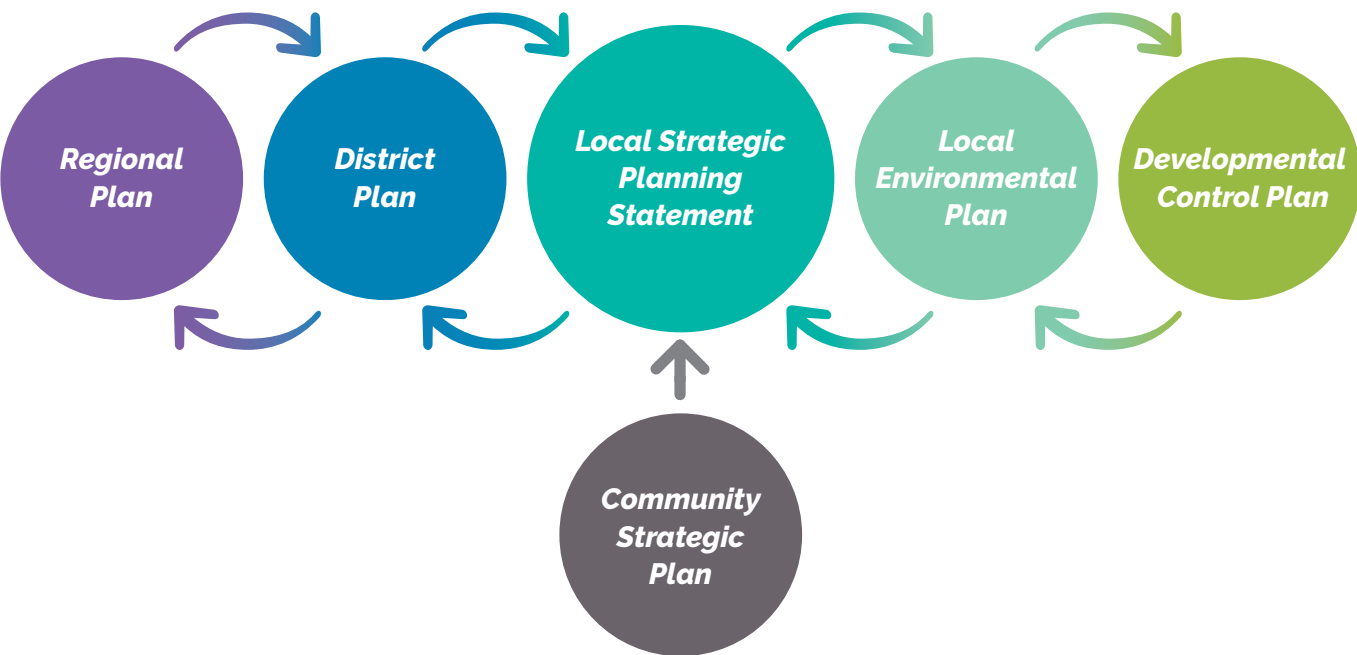 Regional
Plan
District
Plan
Local Strategic
Planning
Statement
Local
Environmental
Plan
Developmental
Control Plan
Community
Strategic
Plan